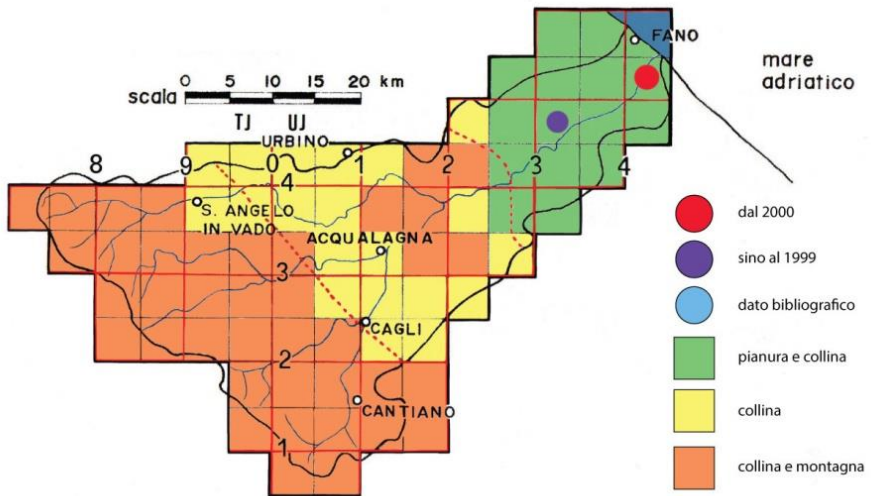 FANO
mare
adriatico
0 5 10 15 20 km
scala
TJ UJ
URBINO
8 9 0 1 2 3 4
4
S. ANGELO
IN VADO
ACQUALAGNA
3
CAGLI
2
CANTIANO
1
dal 2000
sino al 1999
dato bibliografico
pianura e collina
collina
collina e montagna